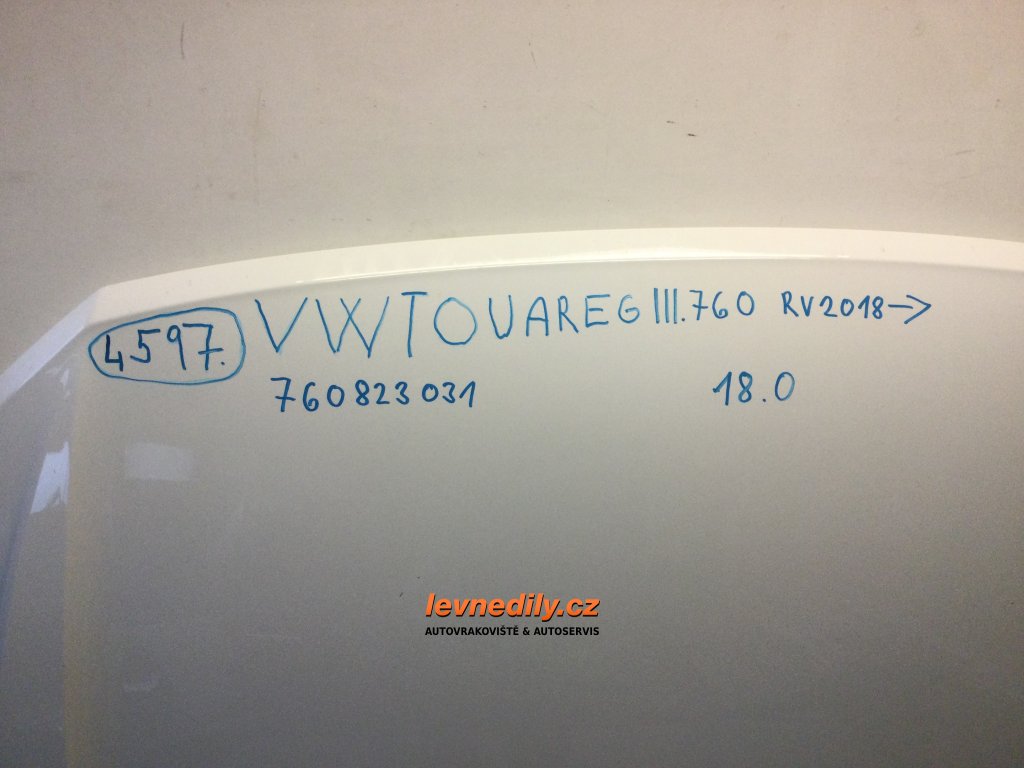 4597. VW TOUAREG III. 760 RV2018->
760823031 18.0
levnedily.cz
AUTOVRAKOVIŠTĚ & AUTOSERVIS